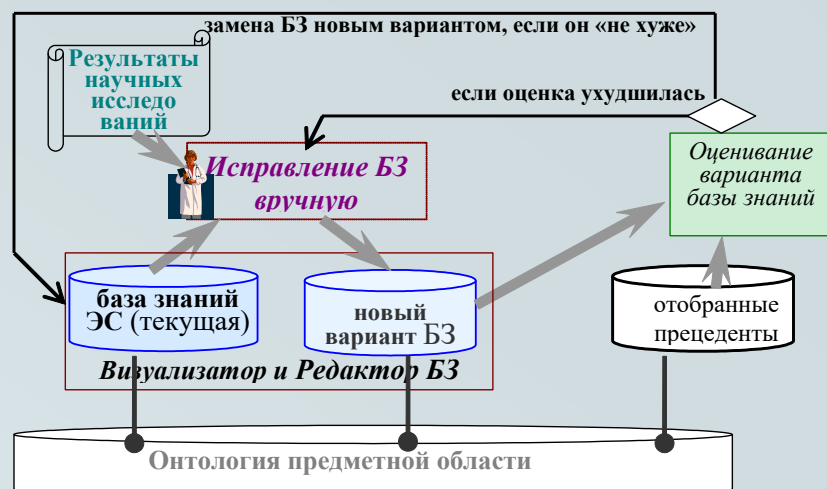 замена БЗ новым вариантом, если он «не хуже»
Результаты
научных
исследо
ваний
если оценка ухудшилась
Исправление БЗ
вручную
Оценивание
варианта
базы знаний
база знаний
ЭС (текущая)
новый
вариант БЗ
отобранные
прецеденты
Визуализатор и Редактор БЗ
Онтология предметной области